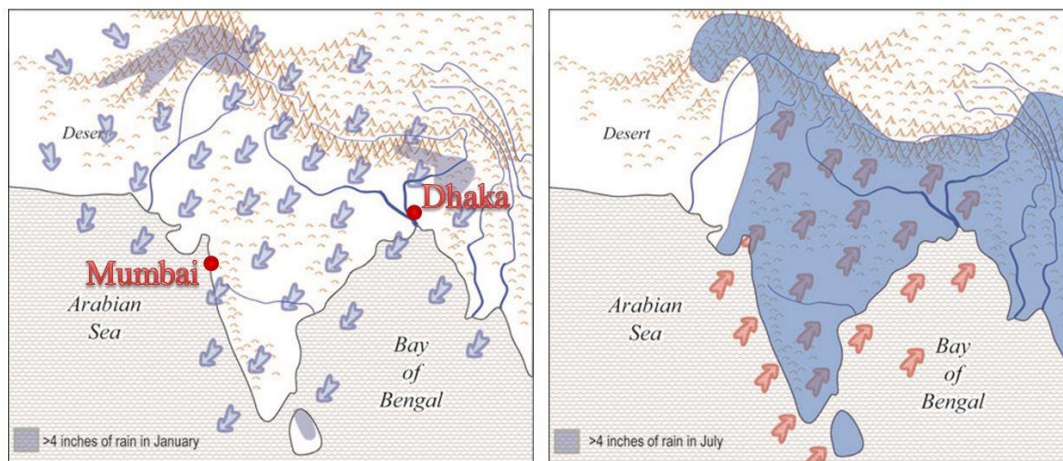 Desert
Dhaka
Mumbai
Arabian
Sea
Bay
of
Bengal
>4 inches of rain in January
Desert
Arabian
Sea
Bay
of
Bengal
>4 inches of rain in July